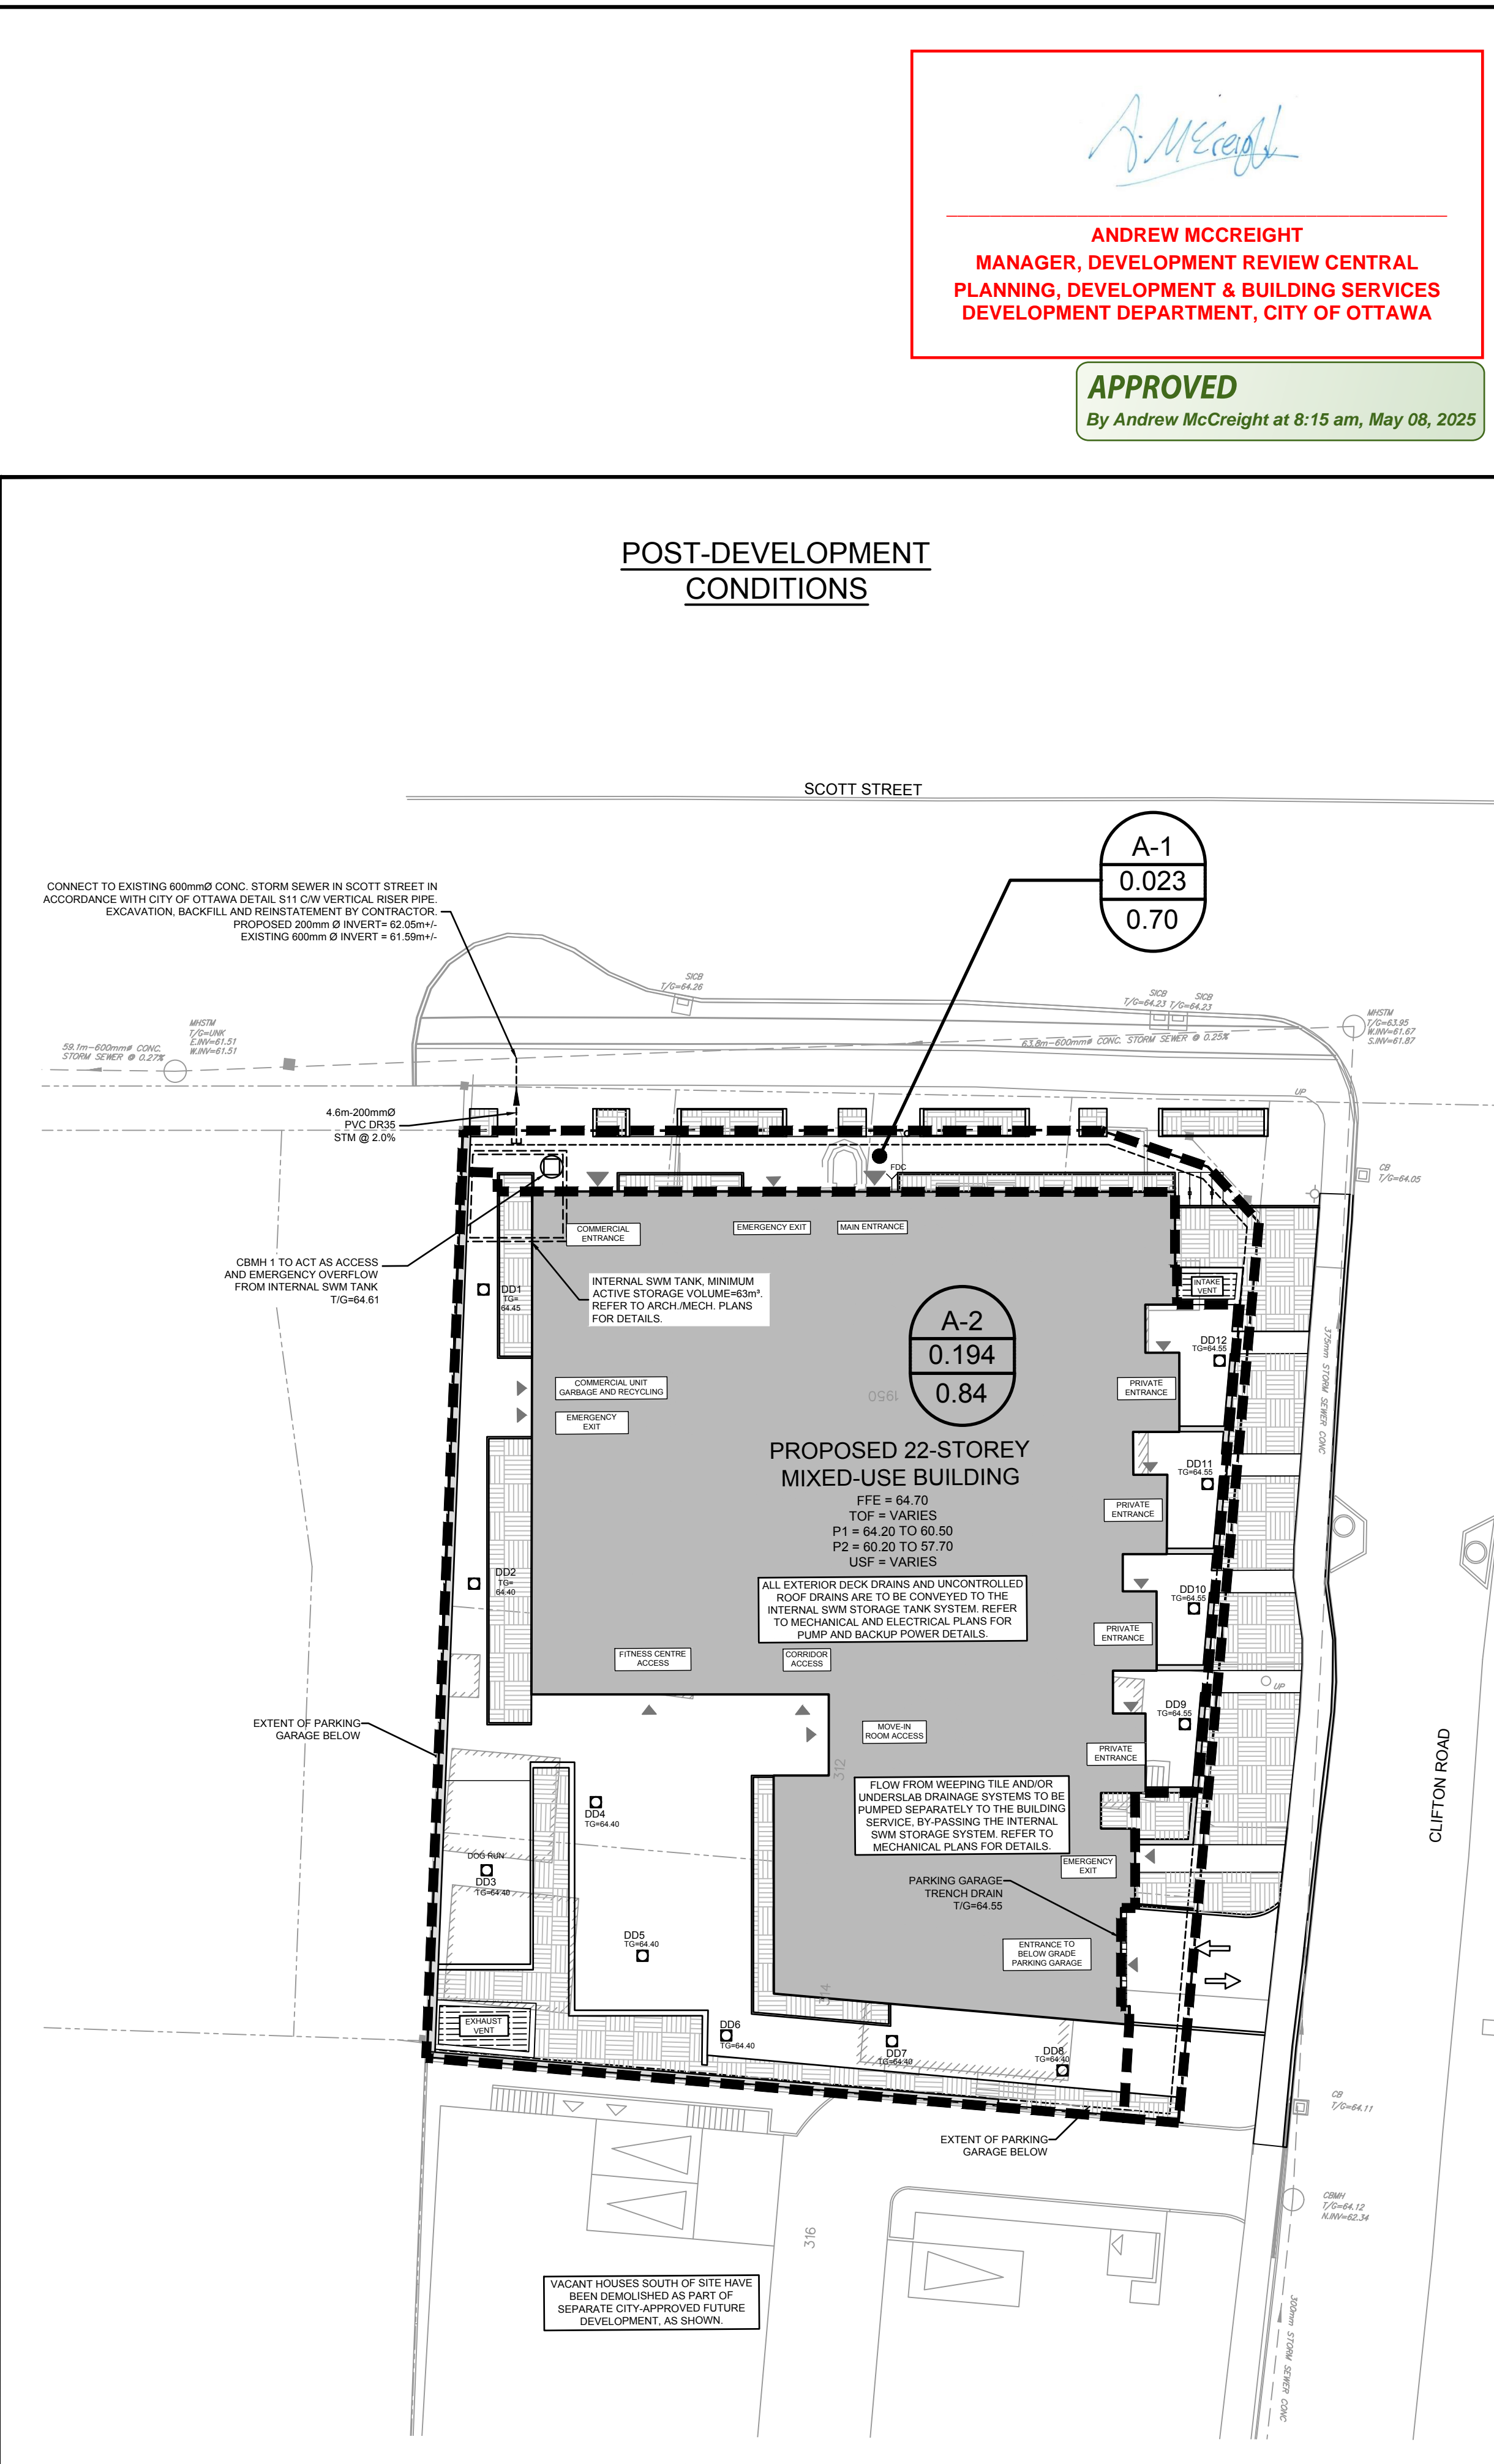 A. McCreight
ANDREW MCCREIGHT
MANAGER, DEVELOPMENT REVIEW CENTRAL
PLANNING, DEVELOPMENT & BUILDING SERVICES
DEVELOPMENT DEPARTMENT, CITY OF OTTAWA
APPROVED
By Andrew McCreight at 8:15 am, May 08, 2025
POST-DEVELOPMENT
CONDITIONS
SCOTT STREET
A-1
0.023
0.70
CONNECT TO EXISTING 600mmØ CONC. STORM SEWER IN SCOTT STREET IN
ACCORDANCE WITH CITY OF OTTAWA DETAIL S11 C/W VERTICAL RISER PIPE.
EXCAVATION, BACKFILL AND REINSTATEMENT BY CONTRACTOR.
PROPOSED 200mm Ø INVERT= 62.05m+/-
EXISTING 600mm Ø INVERT = 61.59m+/-
SICB
T/G=64.26
SICB
T/G=64.23
SICB
T/G=64.23
MHSTM
T/G=63.95
W.INV=61.67
S.INV=61.87
MHSTM
T/G=UNK
E.INV=61.51
W.INV=61.51
59.1m-600mmø CONC.
STORM SEWER @ 0.27%
63.8m-600mmø CONC. STORM SEWER @ 0.25%
UP
4.6m-200mmØ
PVC DR35
STM @ 2.0%
FDC
CB
T/G=64.05
COMMERCIAL
ENTRANCE
EMERGENCY EXIT
MAIN ENTRANCE
CBMH 1 TO ACT AS ACCESS
AND EMERGENCY OVERFLOW
FROM INTERNAL SWM TANK
T/G=64.61
DD1
TG=
64.45
INTERNAL SWM TANK, MINIMUM
ACTIVE STORAGE VOLUME=63m³.
REFER TO ARCH./MECH. PLANS
FOR DETAILS.
INTAKE
VENT
A-2
0.194
0.84
DD12
TG=64.55
375mm STORM SEWER CONC
COMMERCIAL UNIT
GARBAGE AND RECYCLING
1950
PRIVATE
ENTRANCE
EMERGENCY
EXIT
PROPOSED 22-STOREY
MIXED-USE BUILDING
FFE = 64.70
TOF = VARIES
P1 = 64.20 TO 60.50
P2 = 60.20 TO 57.70
USF = VARIES
DD11
TG=64.55
PRIVATE
ENTRANCE
DD2
TG=
64.40
ALL EXTERIOR DECK DRAINS AND UNCONTROLLED
ROOF DRAINS ARE TO BE CONVEYED TO THE
INTERNAL SWM STORAGE TANK SYSTEM. REFER
TO MECHANICAL AND ELECTRICAL PLANS FOR
PUMP AND BACKUP POWER DETAILS.
DD10
TG=64.55
PRIVATE
ENTRANCE
FITNESS CENTRE
ACCESS
CORRIDOR
ACCESS
UP
DD9
TG=64.55
EXTENT OF PARKING
GARAGE BELOW
MOVE-IN
ROOM ACCESS
PRIVATE
ENTRANCE
312
CLIFTON ROAD
FLOW FROM WEEPING TILE AND/OR
UNDERSLAB DRAINAGE SYSTEMS TO BE
PUMPED SEPARATELY TO THE BUILDING
SERVICE, BY-PASSING THE INTERNAL
SWM STORAGE SYSTEM. REFER TO
MECHANICAL PLANS FOR DETAILS.
DD4
TG=64.40
DOG RUN
DD3
TG=64.40
EMERGENCY
EXIT
PARKING GARAGE
TRENCH DRAIN
T/G=64.55
DD5
TG=64.40
ENTRANCE TO
BELOW GRADE
PARKING GARAGE
314
EXHAUST
VENT
DD6
TG=64.40
DD7
TG=64.40
DD8
TG=64.40
CB
T/G=64.11
EXTENT OF PARKING
GARAGE BELOW
CBMH
T/G=64.12
N.INV=62.34
316
VACANT HOUSES SOUTH OF SITE HAVE
BEEN DEMOLISHED AS PART OF
SEPARATE CITY-APPROVED FUTURE
DEVELOPMENT, AS SHOWN.
300mm STORM SEWER CONC